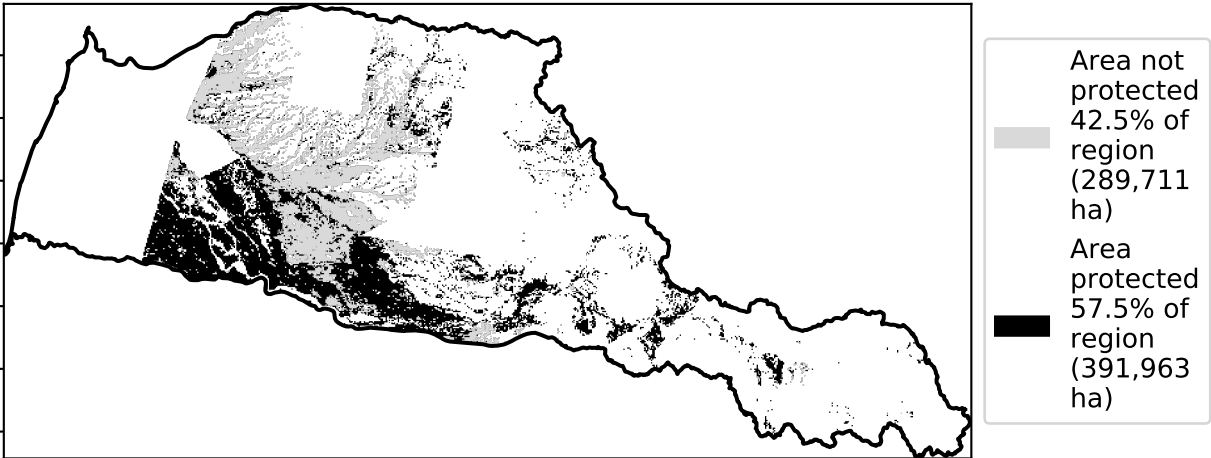 Area not
protected
42.5% of
region
(289,711
ha)
Area
protected
57.5% of
region
(391,963
ha)